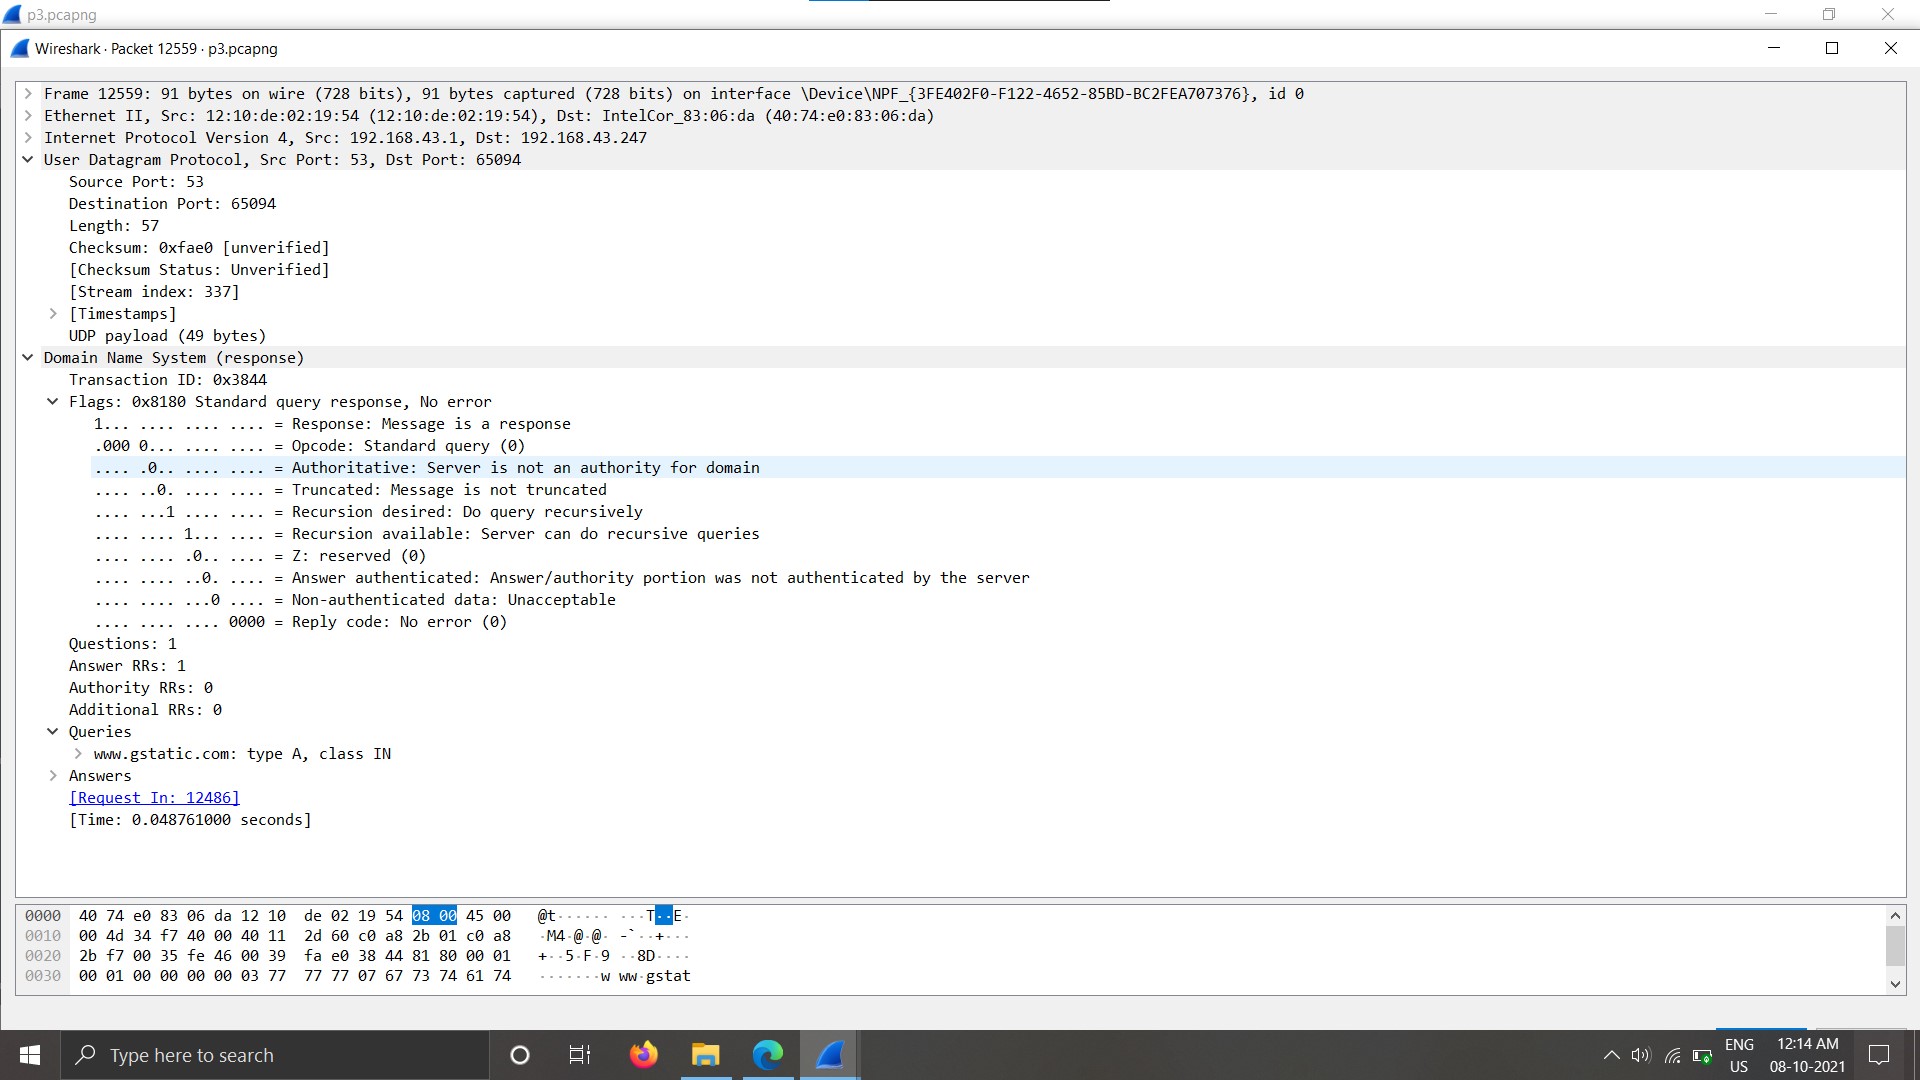 p3.pcapng
Wireshark · Packet 12559 · p3.pcapng
Frame 12559: 91 bytes on wire (728 bits), 91 bytes captured (728 bits) on interface \Device\NPF_{3FE402F0-F122-4652-85BD-BC2FEA707376}, id 0
Ethernet II, Src: 12:10:de:02:19:54 (12:10:de:02:19:54), Dst: IntelCor_83:06:da (40:74:e0:83:06:da)
Internet Protocol Version 4, Src: 192.168.43.1, Dst: 192.168.43.247
User Datagram Protocol, Src Port: 53, Dst Port: 65094
Source Port: 53
Destination Port: 65094
Length: 57
Checksum: 0xfae0 [unverified]
[Checksum Status: Unverified]
[Stream index: 337]
[Timestamps]
UDP payload (49 bytes)
Domain Name System (response)
Transaction ID: 0x3844
Flags: 0x8180 Standard query response, No error
1... .... .... .... = Response: Message is a response
.000 0... .... .... = Opcode: Standard query (0)
.... .0.. .... .... = Authoritative: Server is not an authority for domain
.... ..0. .... .... = Truncated: Message is not truncated
.... ...1 .... .... = Recursion desired: Do query recursively
.... .... 1... .... = Recursion available: Server can do recursive queries
.... .... .0.. .... = Z: reserved (0)
.... .... ..0. .... = Answer authenticated: Answer/authority portion was not authenticated by the server
.... .... ...0 .... = Non-authenticated data: Unacceptable
.... .... .... 0000 = Reply code: No error (0)
Questions: 1
Answer RRs: 1
Authority RRs: 0
Additional RRs: 0
Queries
www.gstatic.com: type A, class IN
Answers
[Request In: 12486]
[Time: 0.048761000 seconds]
0000 40 74 e0 83 06 da 12 10 de 02 19 54 08 00 45 00 @t······ ···T··E·
0010 00 4d 34 f7 40 00 40 11 2d 60 c0 a8 2b 01 c0 a8 ·M4·@·@· -`··+···
0020 2b f7 00 35 fe 46 00 39 fa e0 38 44 81 80 00 01 +··5·F·9 ··8D····
0030 00 01 00 00 00 00 03 77 77 77 07 67 73 74 61 74 ·······w ww·gstat
Type here to search
ENG
US
12:14 AM
08-10-2021